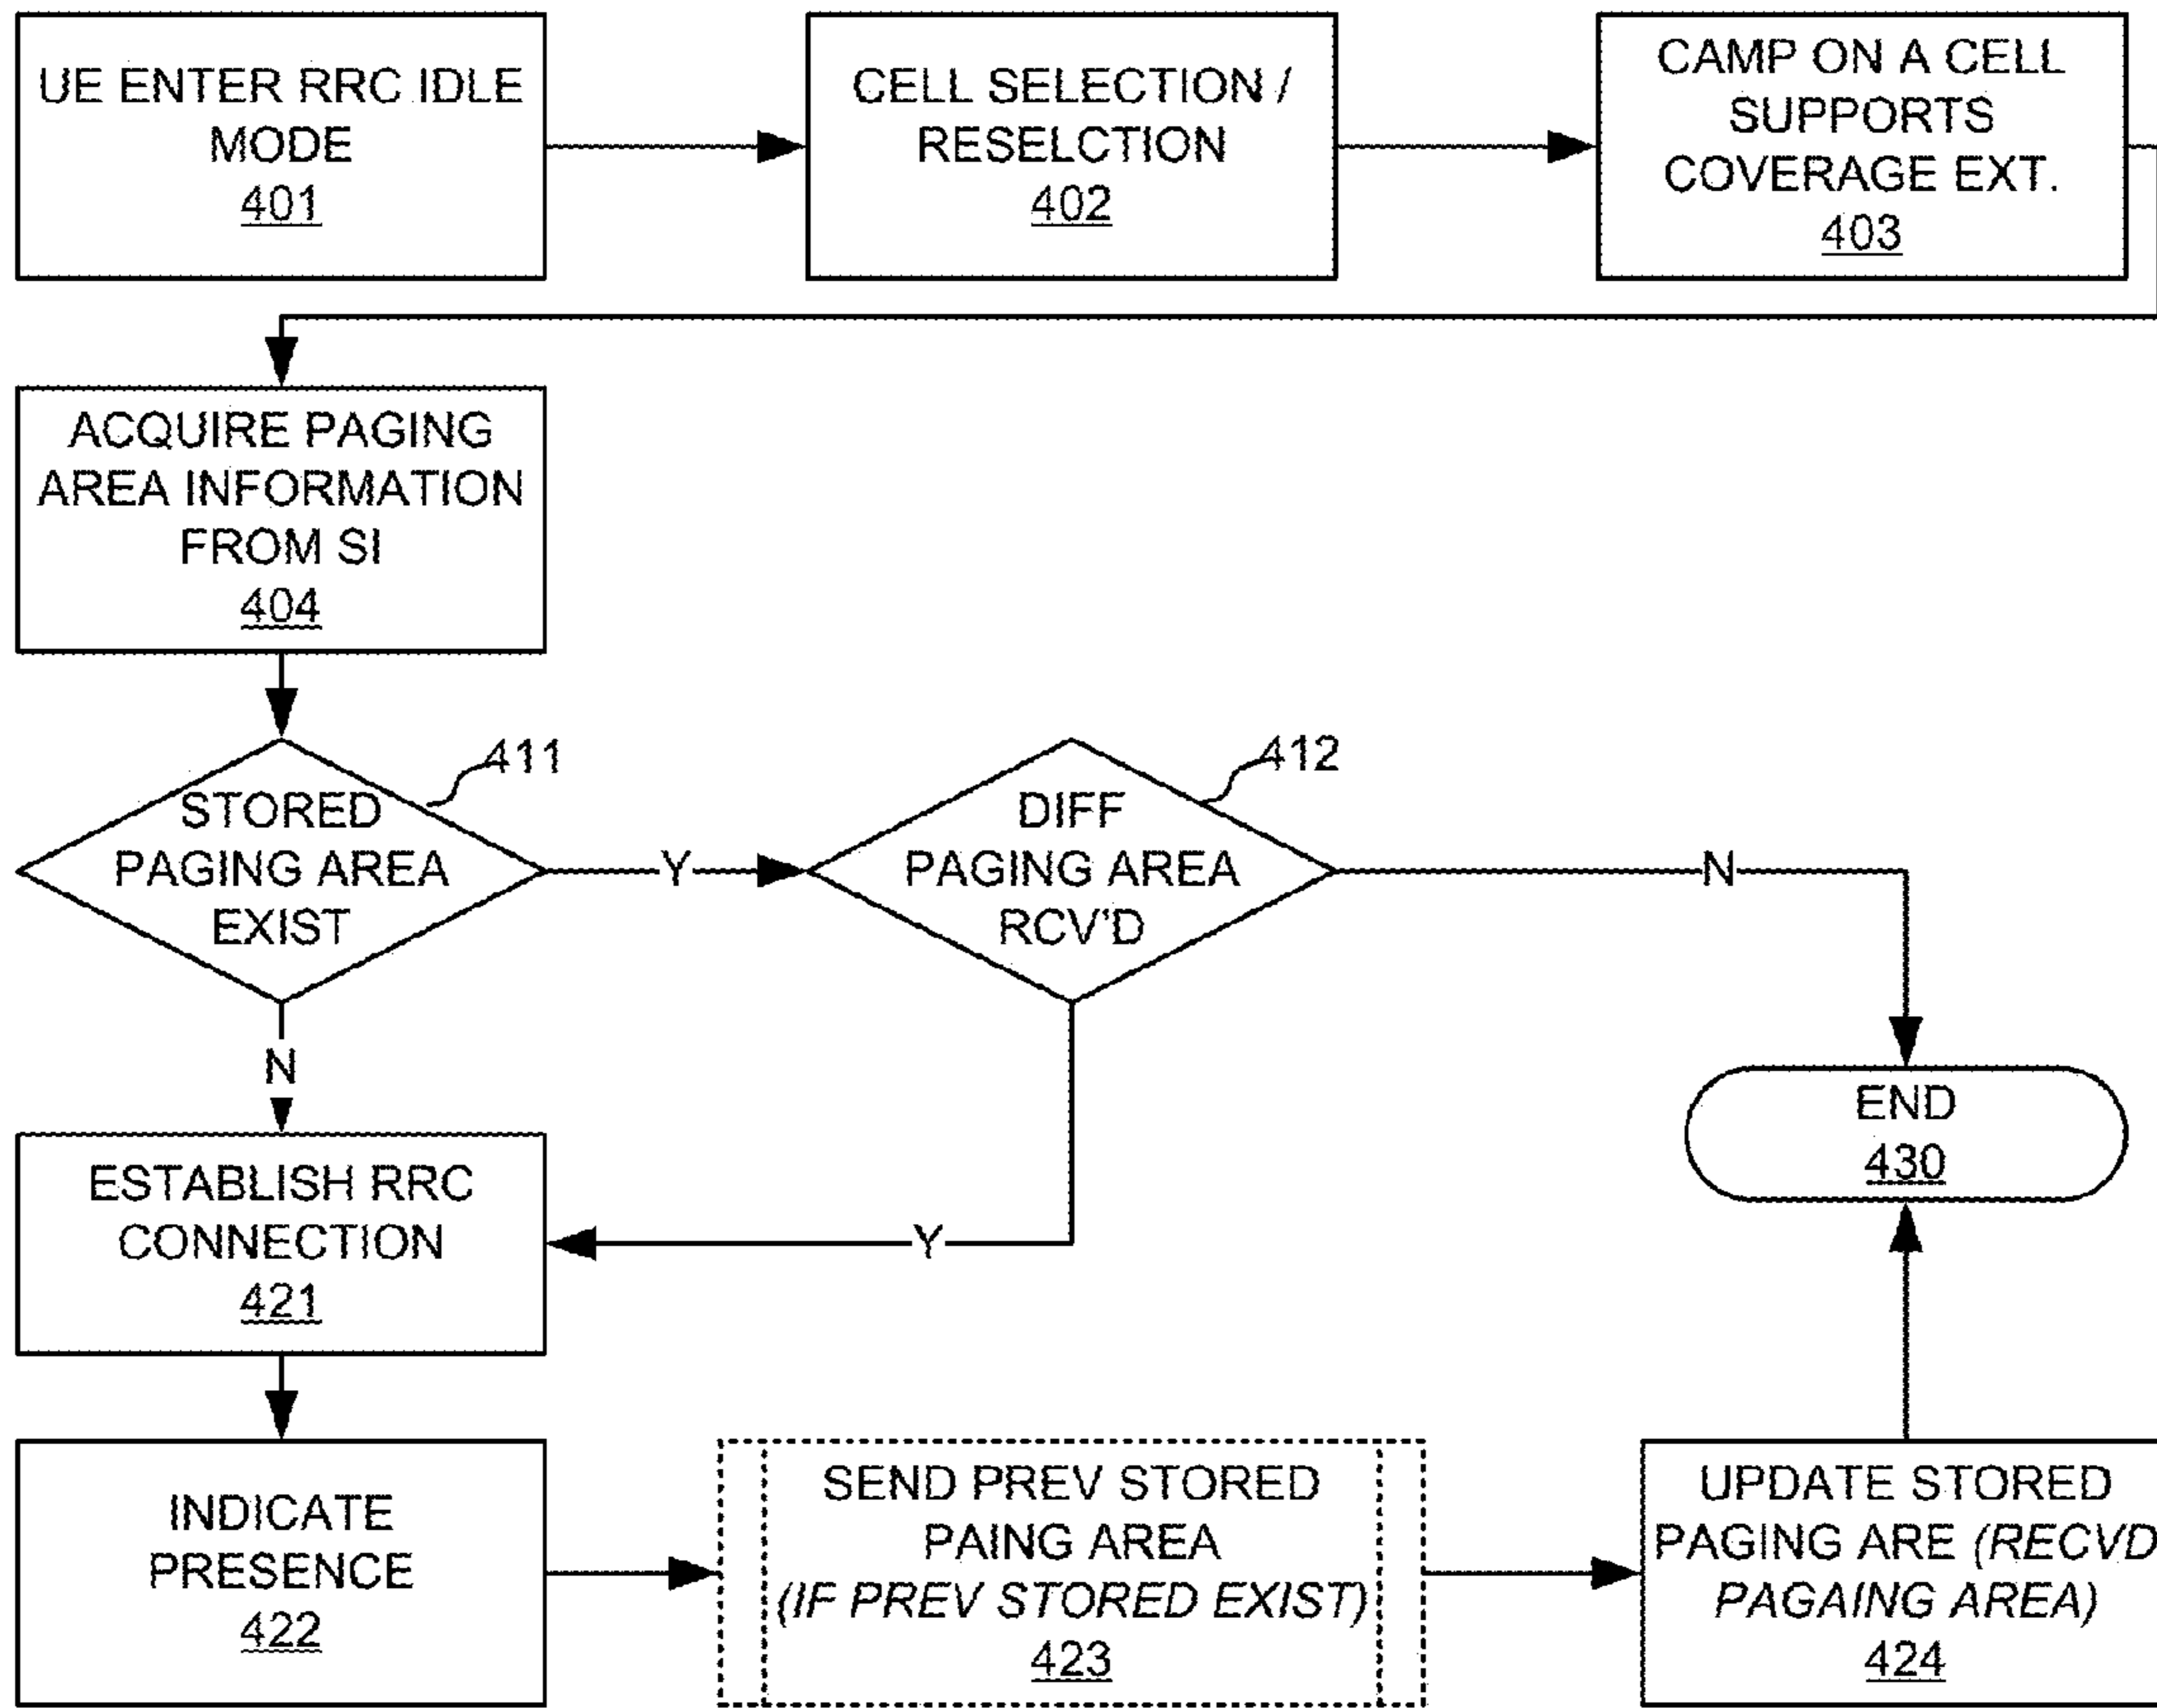 UE ENTER RRC IDLE
MODE
401
CELL SELECTION /
RESELCTION
402
CAMP ON A CELL
SUPPORTS
COVERAGE EXT.
403
ACQUIRE PAGING
AREA INFORMATION
FROM SI
404
411
STORED
PAGING AREA
EXIST
Y
N
412
DIFF
PAGING AREA
RCV'D
N
Y
END
430
ESTABLISH RRC
CONNECTION
421
INDICATE
PRESENCE
422
SEND PREV STORED
PAING AREA
(IF PREV STORED EXIST)
423
UPDATE STORED
PAGING ARE (RECVD
PAGAING AREA)
424